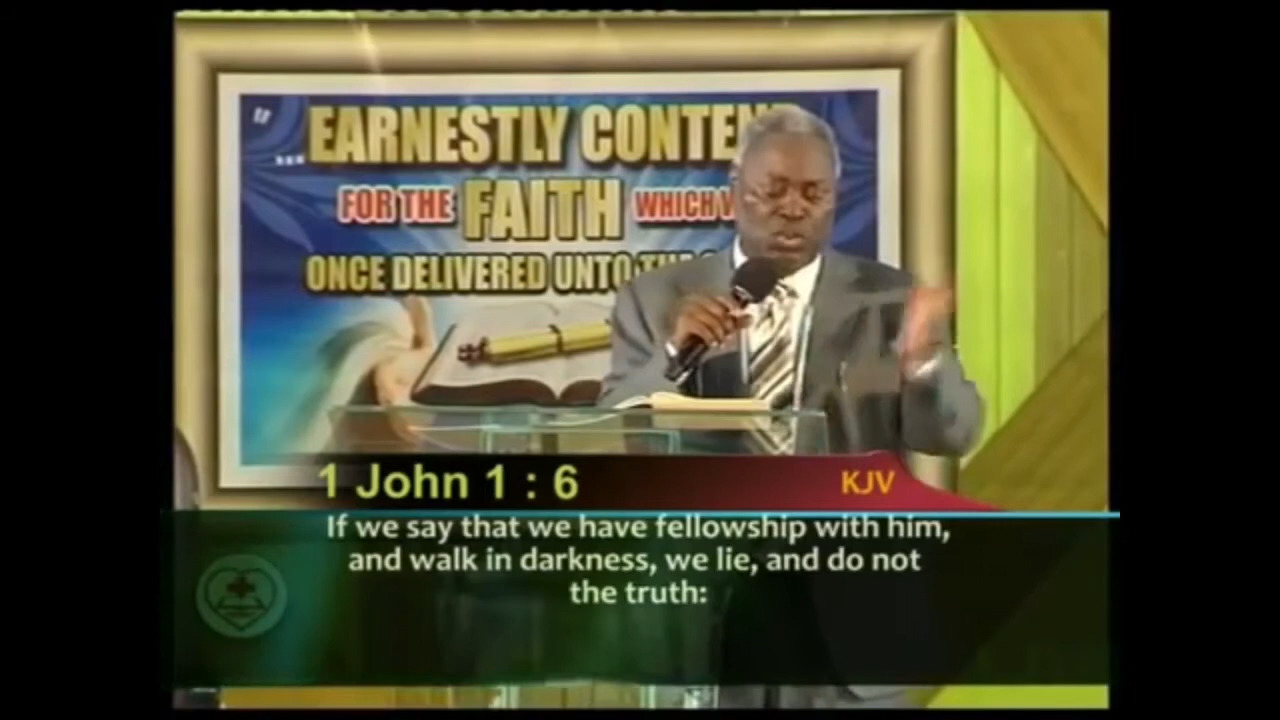 "
...EARNESTLY CONTEN
FOR THE FAITH WHICH
ONCE DELIVERED UNTO THE
1 John 1 : 6
KJV
If we say that we have fellowship with him,
and walk in darkness, we lie, and do not
the truth: